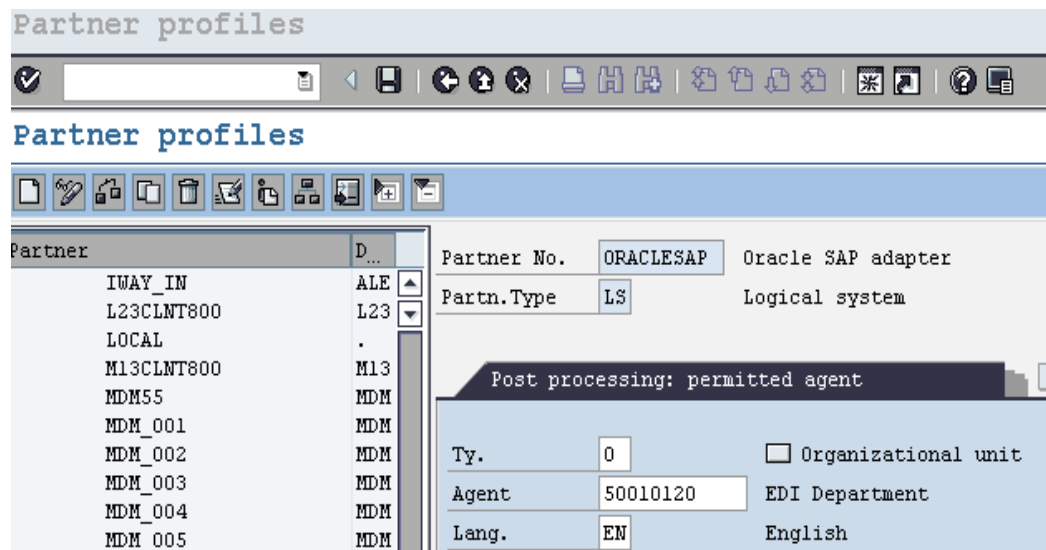 Partner profiles
Partner profiles
Partner D...
IWAY_IN ALE
L23CLNT800 L23
LOCAL .
M13CLNT800 M13
MDM55 MDM
MDM_001 MDM
MDM_002 MDM
MDM_003 MDM
MDM_004 MDM
MDM_005 MDM
Partner No. ORACLESAP Oracle SAP adapter
Partn.Type LS Logical system
Post processing: permitted agent
Ty. O Organizational unit
Agent 50010120 EDI Department
Lang. EN English